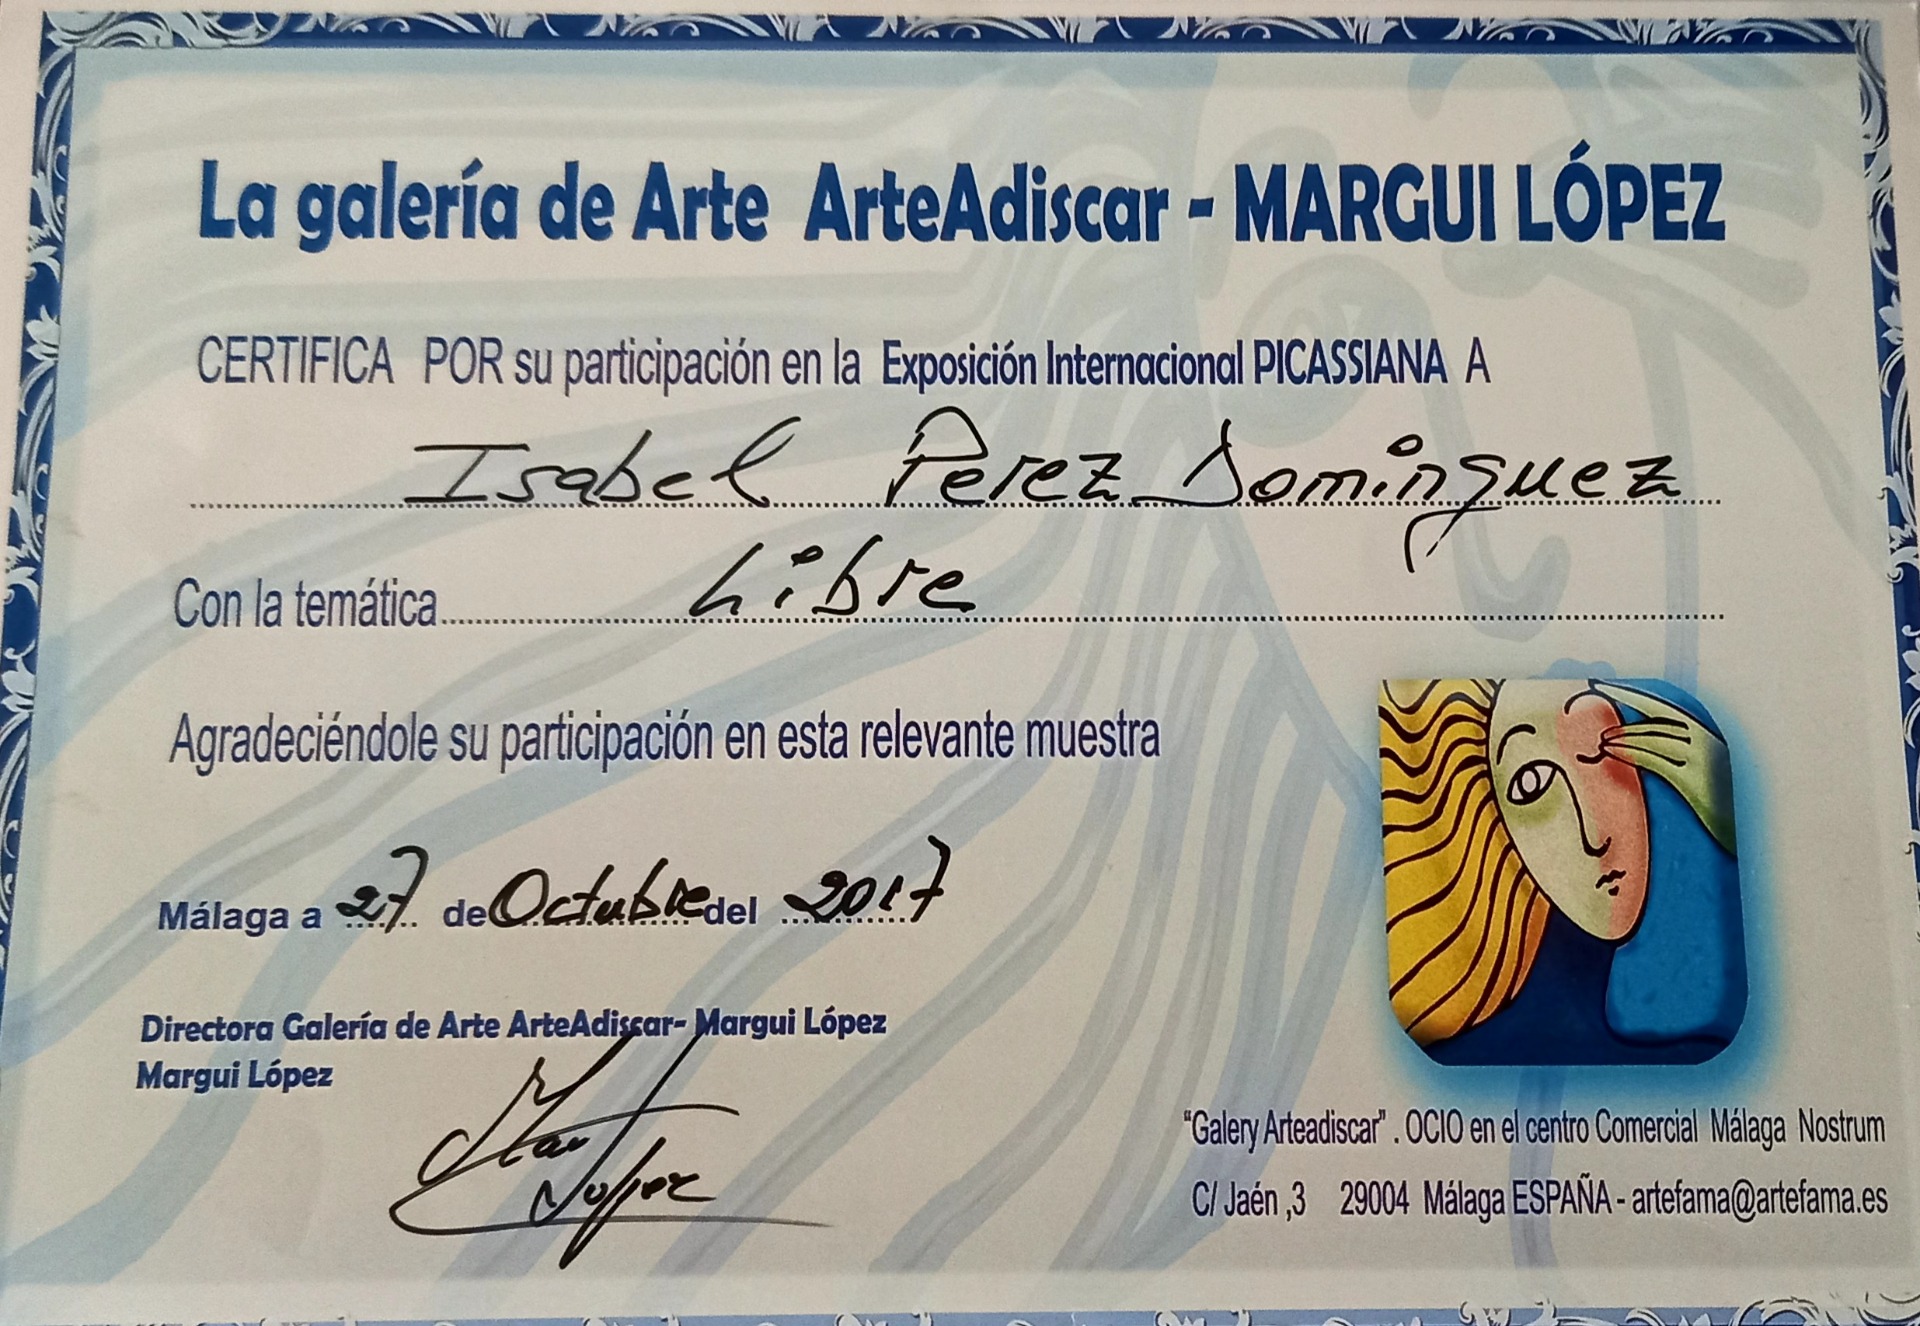 La galería de Arte ArteAdiscar - MARGUI LÓPEZ
CERTIFICA POR su participación en la Exposición Internacional PICASSIANA A
Isabel Perez Dominguez
Con la temática Libre
Agradeciéndole su participación en esta relevante muestra
Málaga a 27 de Octubre del 2017
Directora Galería de Arte ArteAdiscar- Margui López
Margui López
"Galery Arteadiscar" . OCIO en el centro Comercial Málaga Nostrum
C/ Jaén ,3 29004 Málaga ESPAÑA - artefama@artefama.es